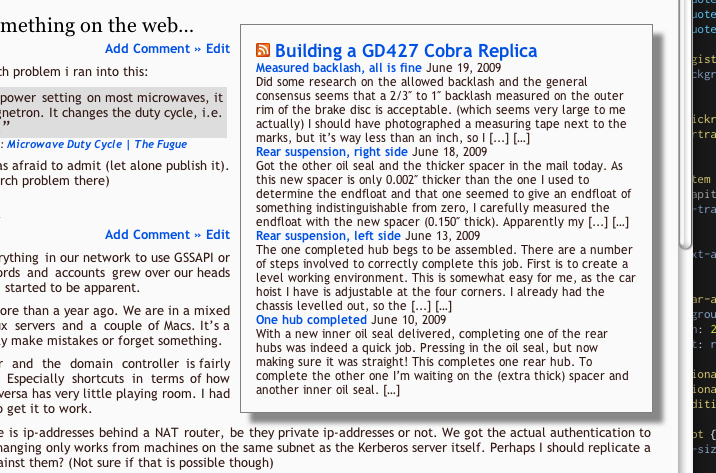 mething on the web...
Add Comment » Edit
ch problem i ran into this:
power setting on most microwaves, it
gnetron. It changes the duty cycle, i.e.
”
: Microwave Duty Cycle | The Fugue
as afraid to admit (let alone publish it).
rch problem there)
Add Comment » Edit
erything in our network to use GSSAPI or
ords and accounts grew over our heads
started to be apparent.
ore than a year ago. We are in a mixed
ux servers and a couple of Macs. It's a
ly make mistakes or forget something.
r and the domain controller is fairly
Especially shortcuts in terms of how
versa has very little playing room. I had
o get it to work.
Building a GD427 Cobra Replica
Measured backlash, all is fine June 19, 2009
Did some research on the allowed backlash and the general
consensus seems that a 2/3″ to 1″ backlash measured on the outer
rim of the brake disc is acceptable. (which seems very large to me
actually) I should have photographed a measuring tape next to the
marks, but it's way less than an inch, so I [...] [...]
Rear suspension, right side June 18, 2009
Got the other oil seal and the thicker spacer in the mail today. As
this new spacer is only 0.002″ thicker than the one I used to
determine the endfloat and that one seemed to give an endfloat of
something indistinguishable from zero, I carefully measured the
endfloat with the new spacer (0.150″ thick). Apparently my [...] [...]
Rear suspension, left side June 13, 2009
The one completed hub begs to be assembled. There are a number
of steps involved to correctly complete this job. First is to create a
level working environment. This is somewhat easy for me, as the car
hoist I have is adjustable at the four corners. I already had the
chassis levelled out, so the [...] [...]
One hub completed June 10, 2009
With a new inner oil seal delivered, completing one of the rear
hubs was indeed a quick job. Pressing in the oil seal, but now
making sure it was straight! This completes one rear hub. To
complete the other one I'm waiting on the (extra thick) spacer and
another inner oil seal. [...]
e is ip-addresses behind a NAT router, be they private ip-addresses or not. We got the actual authentication to
hanging only works from machines on the same subnet as the Kerberos server itself. Perhaps I should replicate a
ainst them? (Not sure if that is possible though)